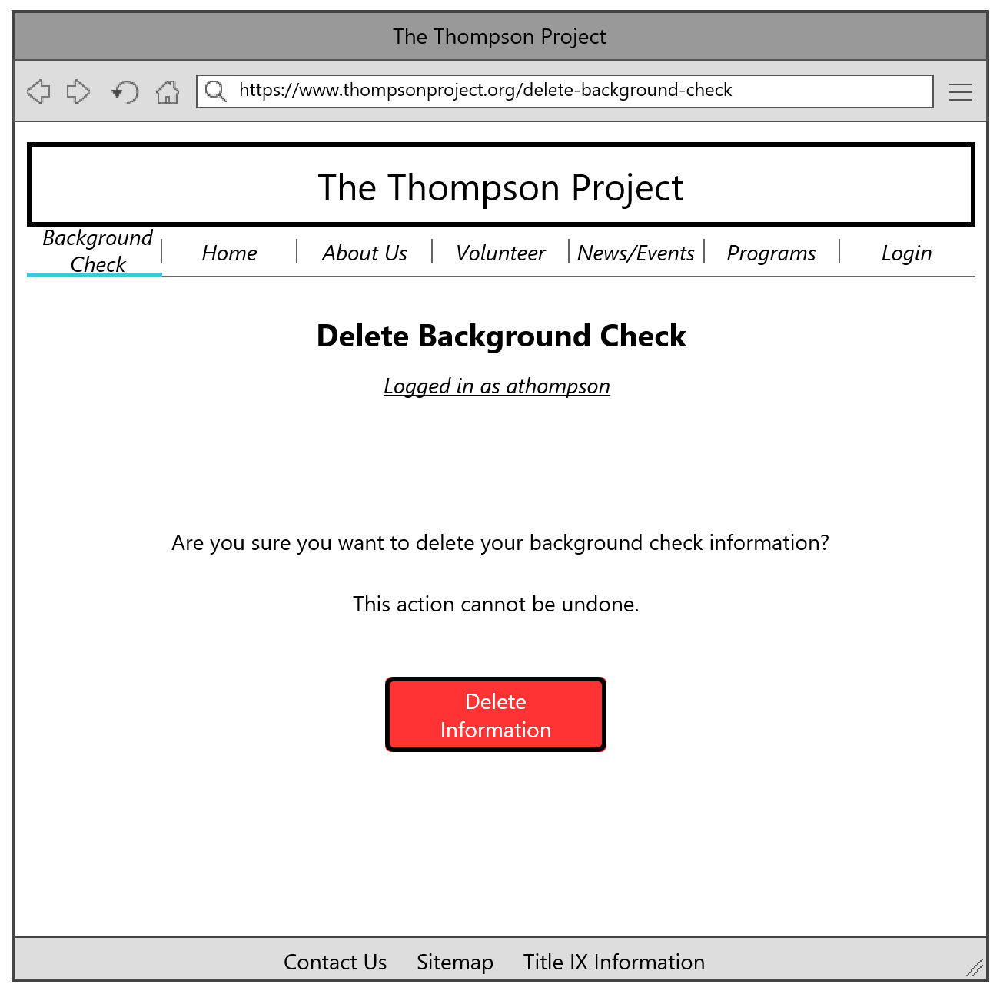 The Thompson Project
https://www.thompsonproject.org/delete-background-check
The Thompson Project
Background
Check
Home
About Us
Volunteer
News/Events
Programs
Login
Delete Background Check
Logged in as athompson
Are you sure you want to delete your background check information?
This action cannot be undone.
Delete
Information
Contact Us
Sitemap
Title IX Information